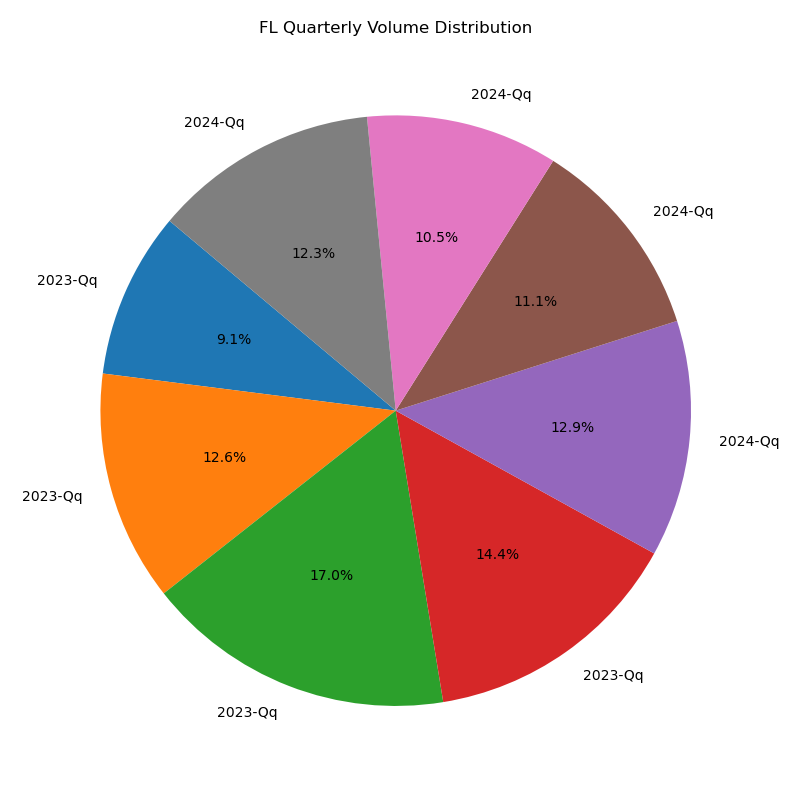 FL Quarterly Volume Distribution
2024-Qq
2024-Qq
2024-Qq
10.5%
12.3%
2023-Qq
11.1%
9.1%
12.9%
2024-Qq
12.6%
2023-Qq
14.4%
17.0%
2023-Qq
2023-Qq